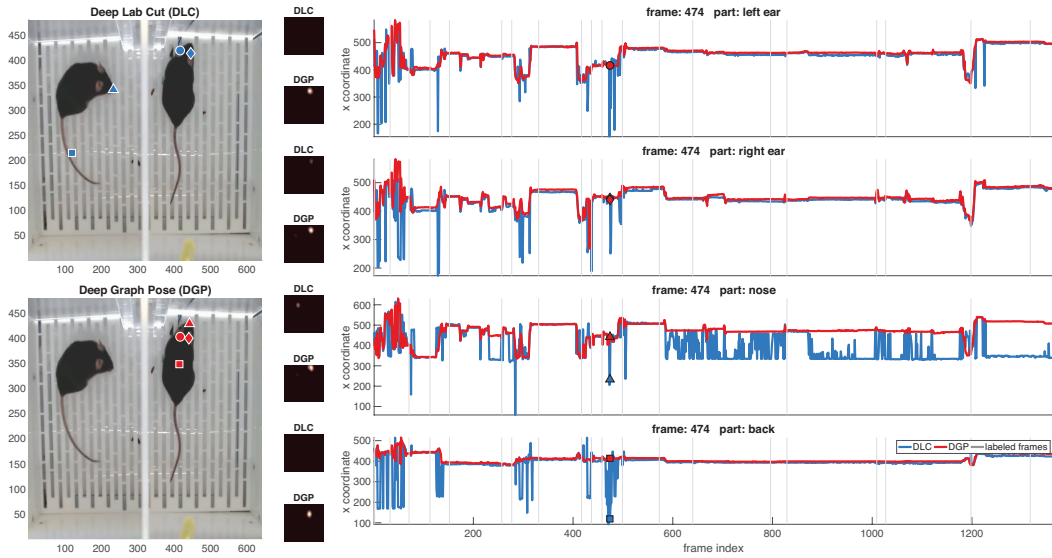 Deep Lab Cut (DLC)
450
400
350
300
250
200
150
100
50
100 200 300 400 500 600
Deep Graph Pose (DGP)
450
400
350
300
250
200
150
100
50
0
100 200 300 400 500 600
DLC
DGP
DLC
DGP
DLC
DGP
DLC
DGP
frame: 474 part: left ear
x coordinate
500
400
300
200
frame: 474 part: right ear
x coordinate
500
400
300
200
frame: 474 part: nose
x coordinate
600
500
400
300
200
100
frame: 474 part: back
x coordinate
500
400
300
200
100
DLC DGP labeled frames
200 400 600 800 1000 1200
frame index